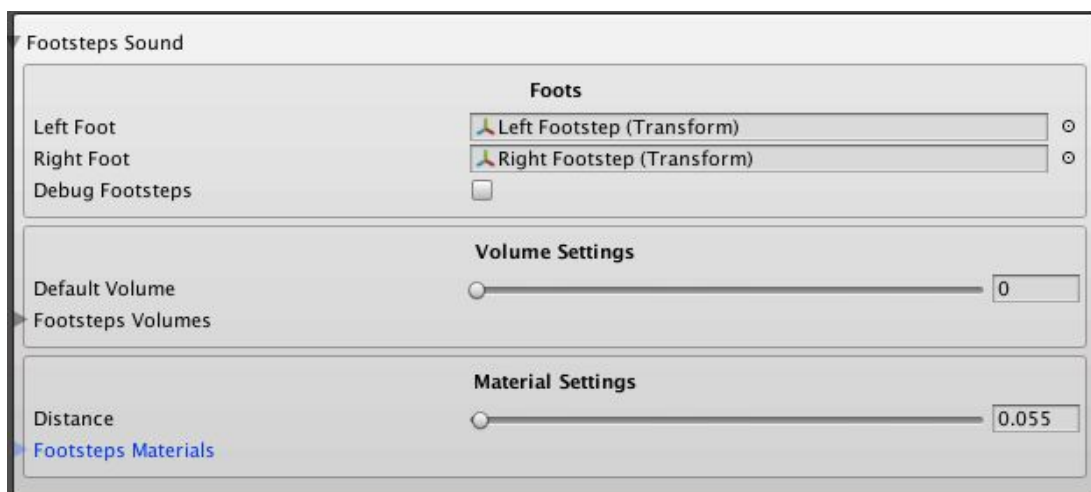 Footsteps Sound
Foots
Left Foot Left Footstep (Transform)
Right Foot Right Footstep (Transform)
Debug Footsteps
Volume Settings
Default Volume 0
Footsteps Volumes
Material Settings
Distance 0.055
Footsteps Materials